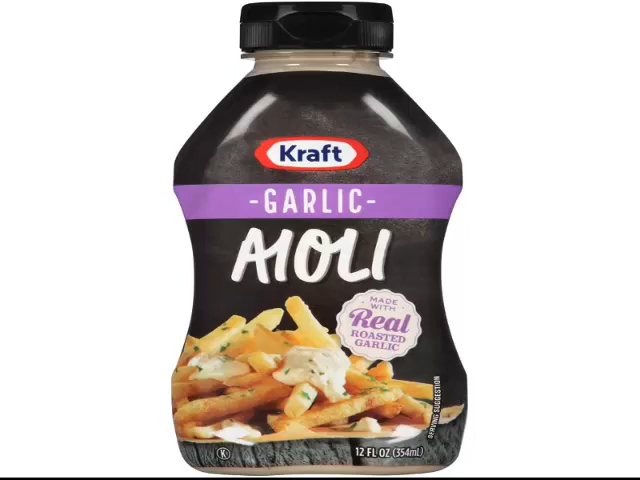 Kraft
-GARLIC-
AIOLI
MADE
WITH
Real
ROASTED
GARLIC
SERVING SUGGESTION
K
12 FL OZ (354mL)